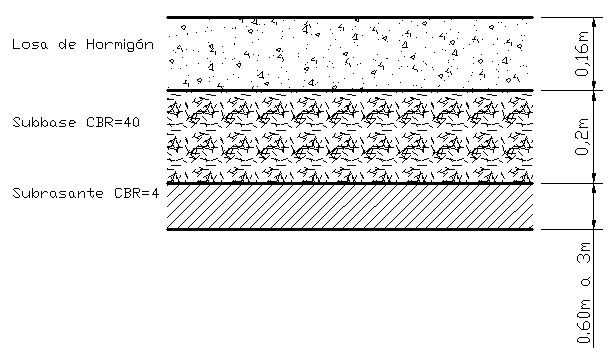 Losa de Hormigón
0,16m
Subbase CBR=40
0,2m
Subrasante CBR=4
0.60m a 3m